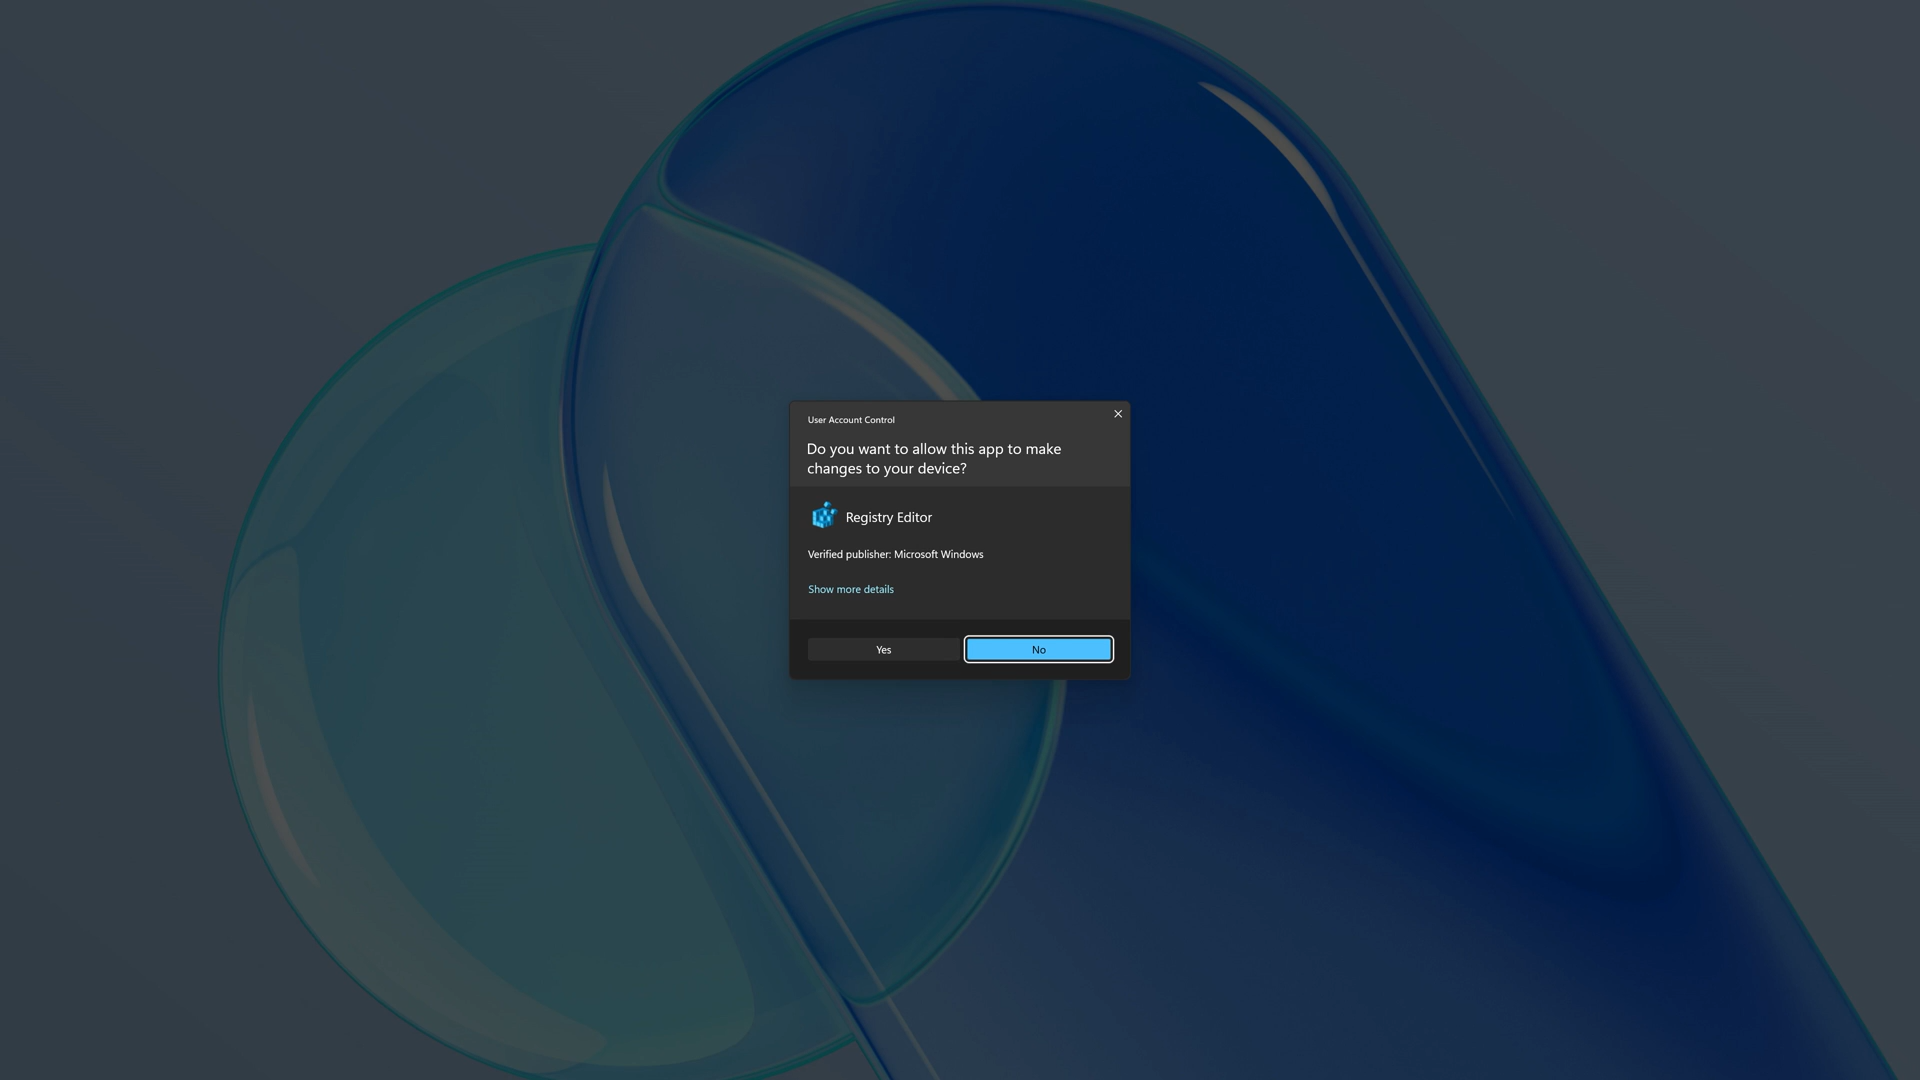 User Account Control
Do you want to allow this app to make
changes to your device?
Registry Editor
Verified publisher: Microsoft Windows
Show more details
Yes
No